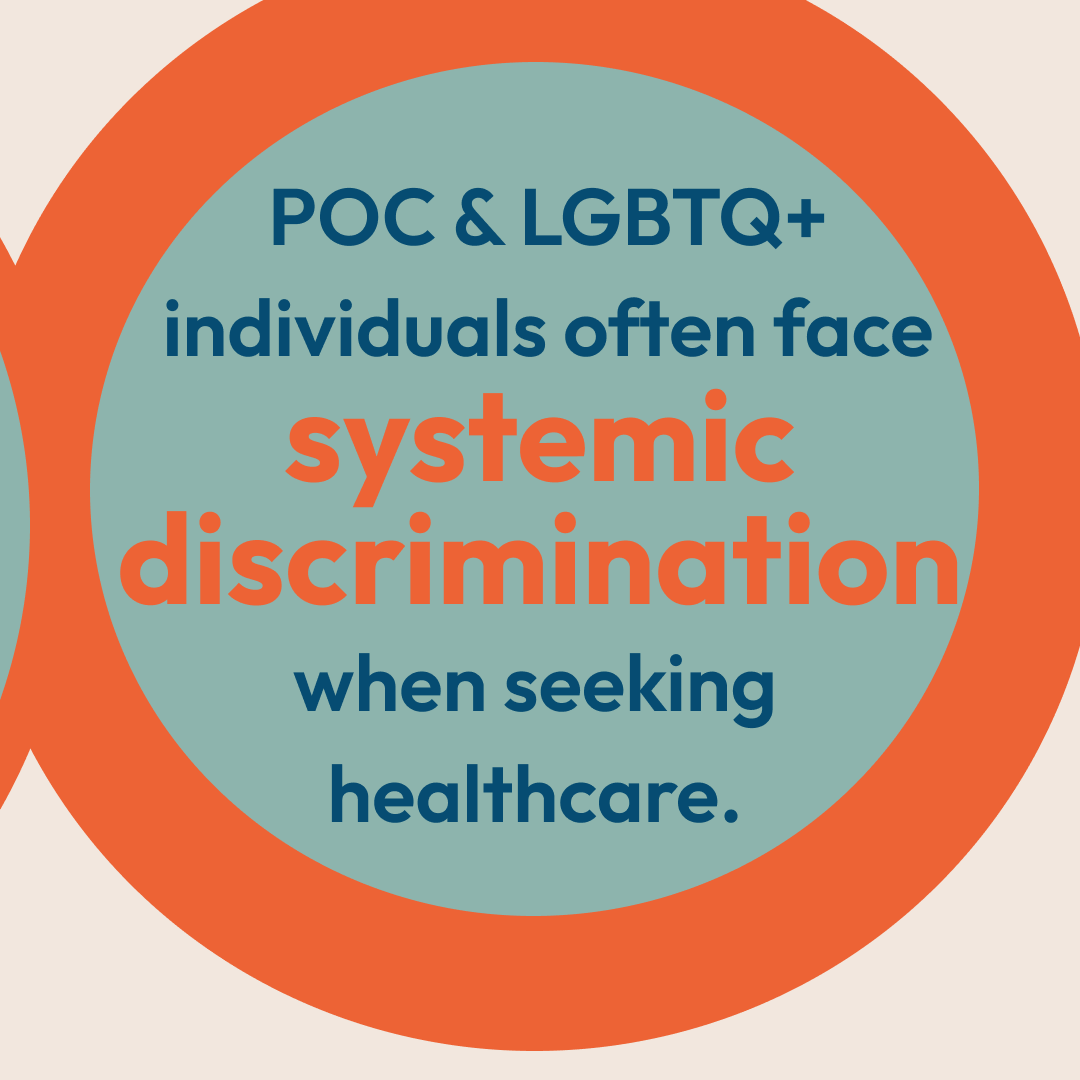 POC & LGBTQ+
individuals often face
systemic
discrimination
when seeking
healthcare.